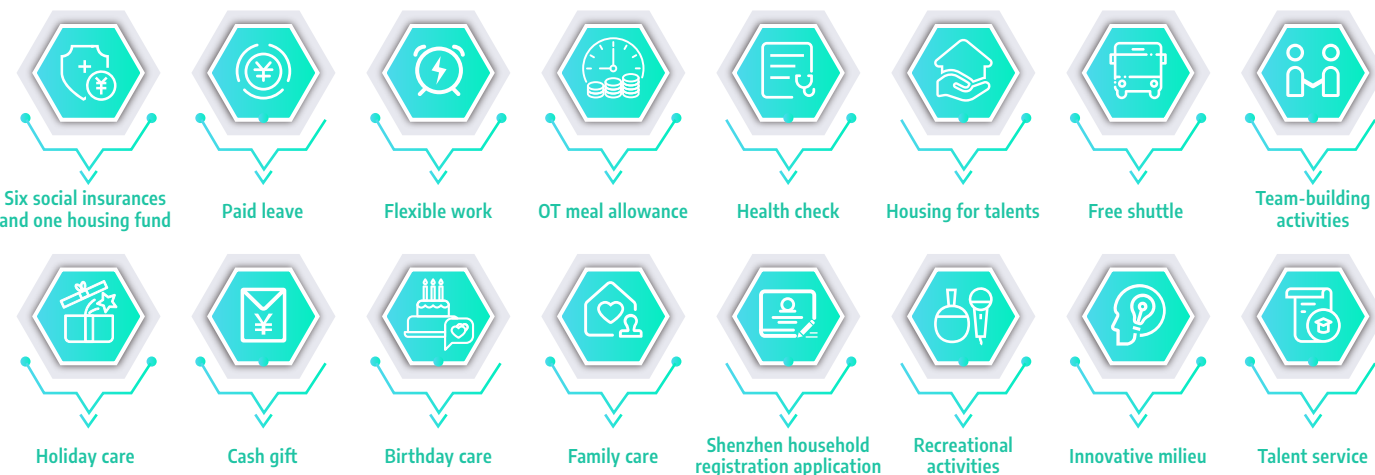 Six social insurances
and one housing fund
Paid leave
Flexible work
OT meal allowance
Health check
Housing for talents
Free shuttle
Team-building
activities
Holiday care
Cash gift
Birthday care
Family care
Shenzhen household
registration application
Recreational
activities
Innovative milieu
Talent service